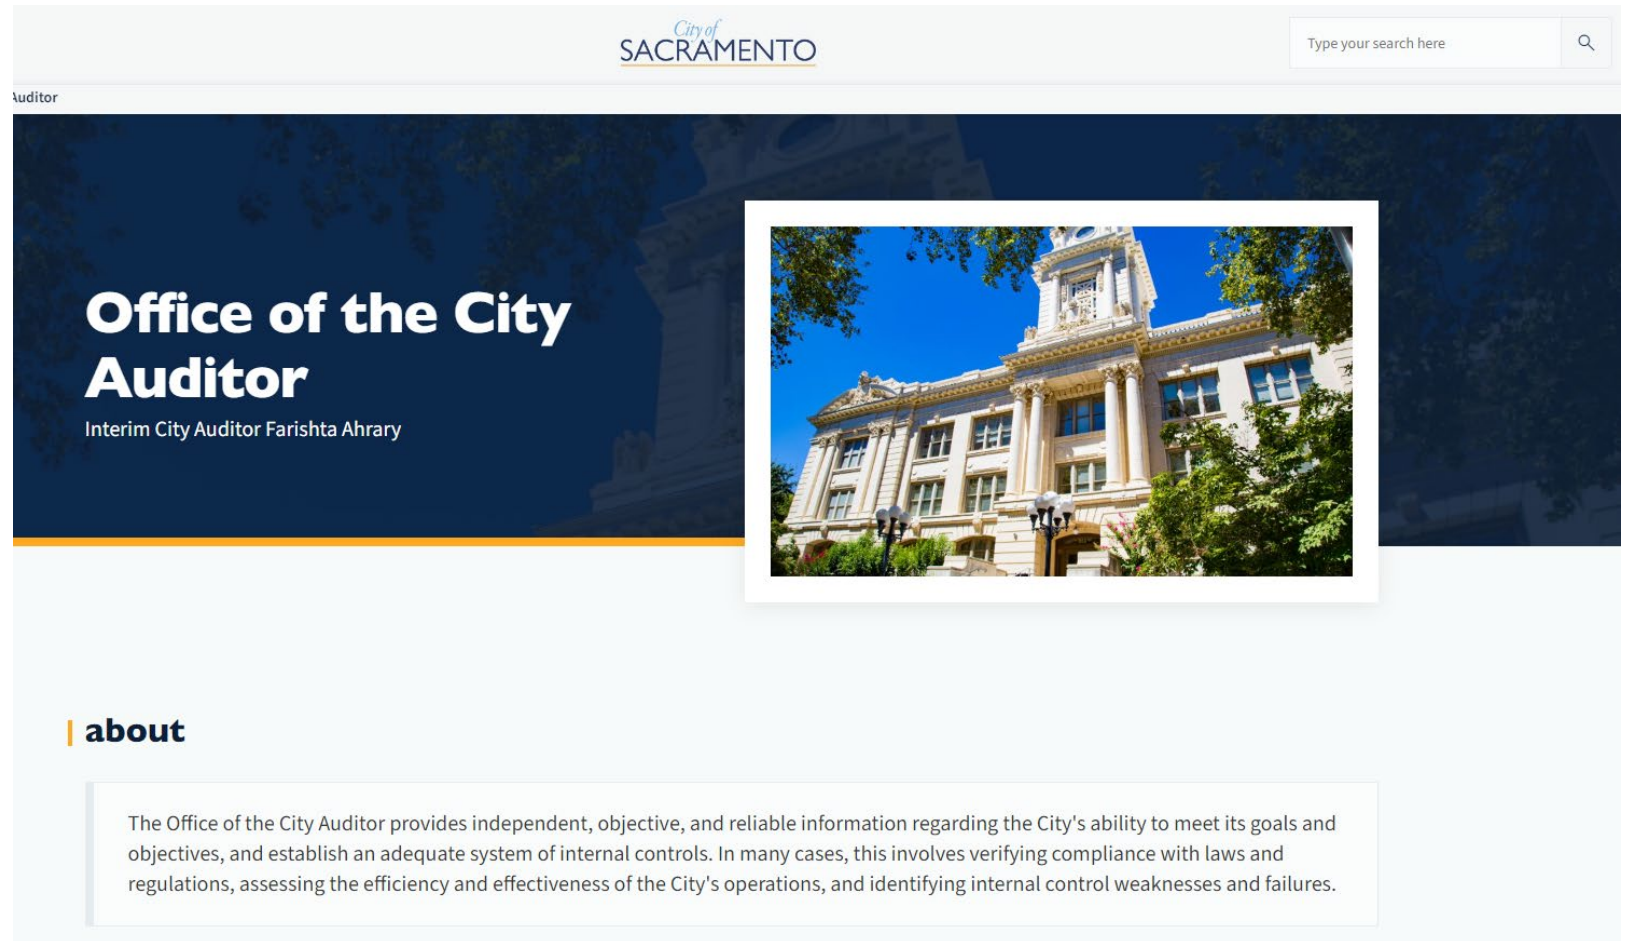 City of
SACRAMENTO
Type your search here
Auditor
Office of the City
Auditor
Interim City Auditor Farishta Ahrary
about
The Office of the City Auditor provides independent, objective, and reliable information regarding the City's ability to meet its goals and
objectives, and establish an adequate system of internal controls. In many cases, this involves verifying compliance with laws and
regulations, assessing the efficiency and effectiveness of the City's operations, and identifying internal control weaknesses and failures.